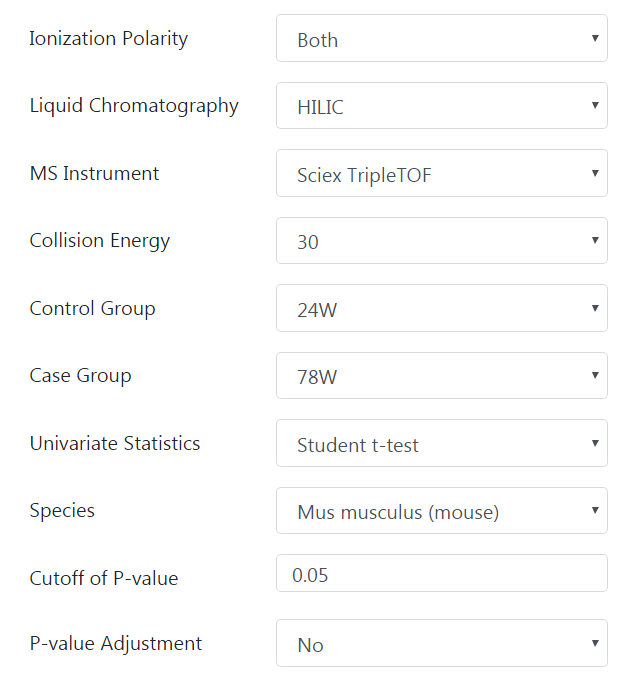 Ionization Polarity Both
Liquid Chromatography HILIC
MS Instrument Sciex TripleTOF
Collision Energy 30
Control Group 24W
Case Group 78W
Univariate Statistics Student t-test
Species Mus musculus (mouse)
Cutoff of P-value 0.05
P-value Adjustment No